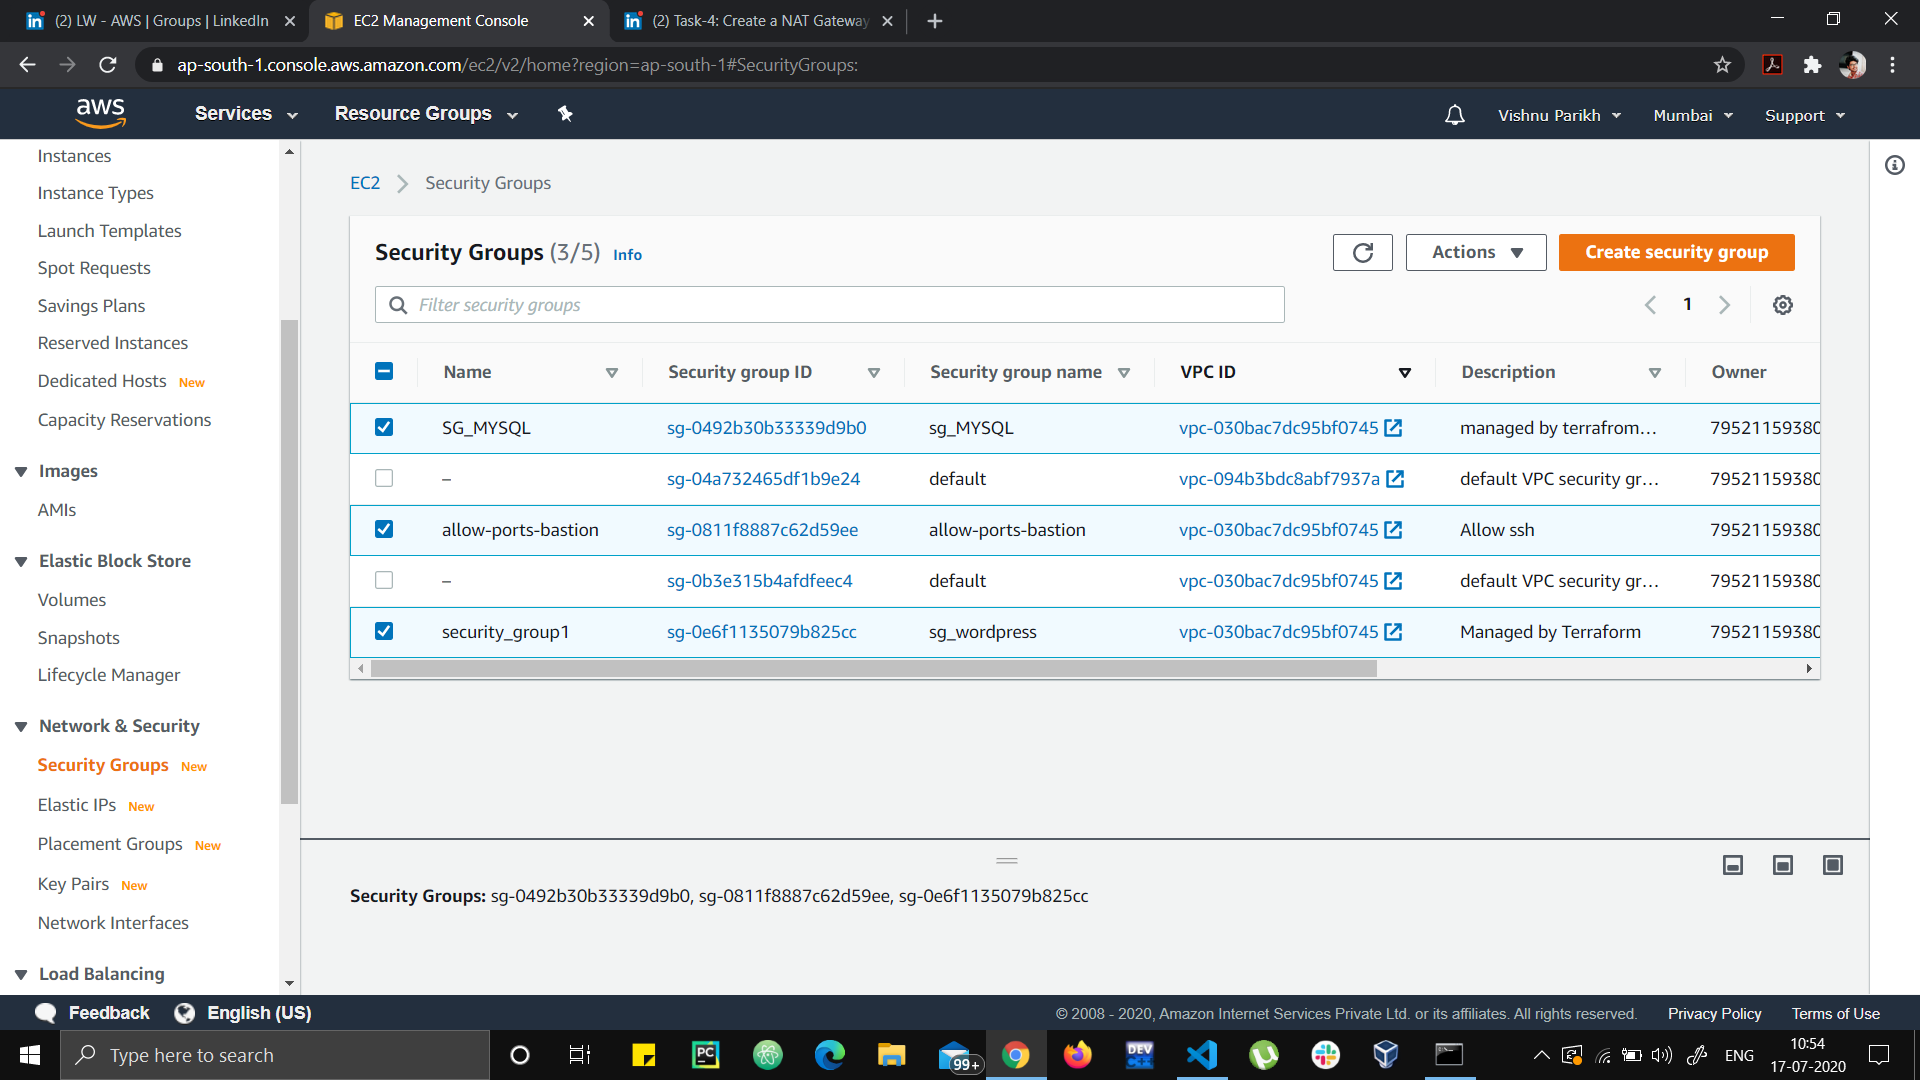 (2) LW - AWS | Groups | LinkedIn
EC2 Management Console
(2) Task-4: Create a NAT Gateway
ap-south-1.console.aws.amazon.com/ec2/v2/home?region=ap-south-1#SecurityGroups:
aws
Services
Resource Groups
Vishnu Parikh
Mumbai
Support
Instances
Instance Types
Launch Templates
Spot Requests
Savings Plans
Reserved Instances
Dedicated Hosts New
Capacity Reservations
Images
AMIs
Elastic Block Store
Volumes
Snapshots
Lifecycle Manager
Network & Security
Security Groups New
Elastic IPs New
Placement Groups New
Key Pairs New
Network Interfaces
Load Balancing
EC2 > Security Groups
Security Groups (3/5) Info
Actions
Create security group
Filter security groups
1
Name Security group ID Security group name VPC ID Description Owner
SG_MYSQL sg-0492b30b33339d9b0 sg_MYSQL vpc-030bac7dc95bf0745 managed by terrafrom... 79521159380
– sg-04a732465df1b9e24 default vpc-094b3bdc8abf7937a default VPC security gr... 79521159380
allow-ports-bastion sg-0811f8887c62d59ee allow-ports-bastion vpc-030bac7dc95bf0745 Allow ssh 79521159380
– sg-0b3e315b4afdfeec4 default vpc-030bac7dc95bf0745 default VPC security gr... 79521159380
security_group1 sg-0e6f1135079b825cc sg_wordpress vpc-030bac7dc95bf0745 Managed by Terraform 79521159380
Security Groups: sg-0492b30b33339d9b0, sg-0811f8887c62d59ee, sg-0e6f1135079b825cc
Feedback
English (US)
© 2008 - 2020, Amazon Internet Services Private Ltd. or its affiliates. All rights reserved.
Privacy Policy
Terms of Use
Type here to search
PC
99+
DEV
ENG
10:54
17-07-2020